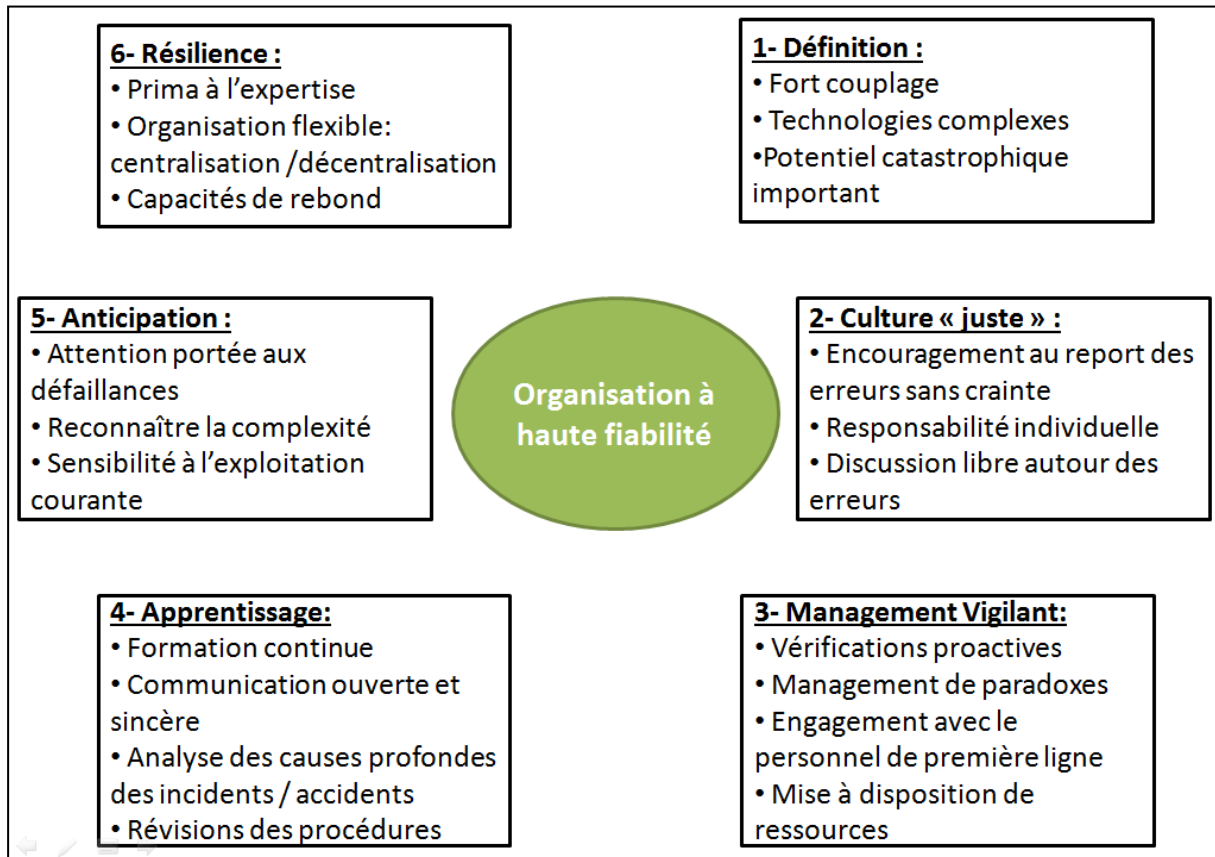 6- Résilience :
• Prima à l’expertise
• Organisation flexible:
centralisation /décentralisation
• Capacités de rebond
1- Définition :
• Fort couplage
• Technologies complexes
•Potentiel catastrophique
important
5- Anticipation :
• Attention portée aux
défaillances
• Reconnaître la complexité
• Sensibilité à l’exploitation
courante
Organisation à
haute fiabilité
2- Culture « juste » :
• Encouragement au report des
erreurs sans crainte
• Responsabilité individuelle
• Discussion libre autour des
erreurs
4- Apprentissage:
• Formation continue
• Communication ouverte et
sincère
• Analyse des causes profondes
des incidents / accidents
• Révisions des procédures
3- Management Vigilant:
• Vérifications proactives
• Management de paradoxes
• Engagement avec le
personnel de première ligne
• Mise à disposition de
ressources